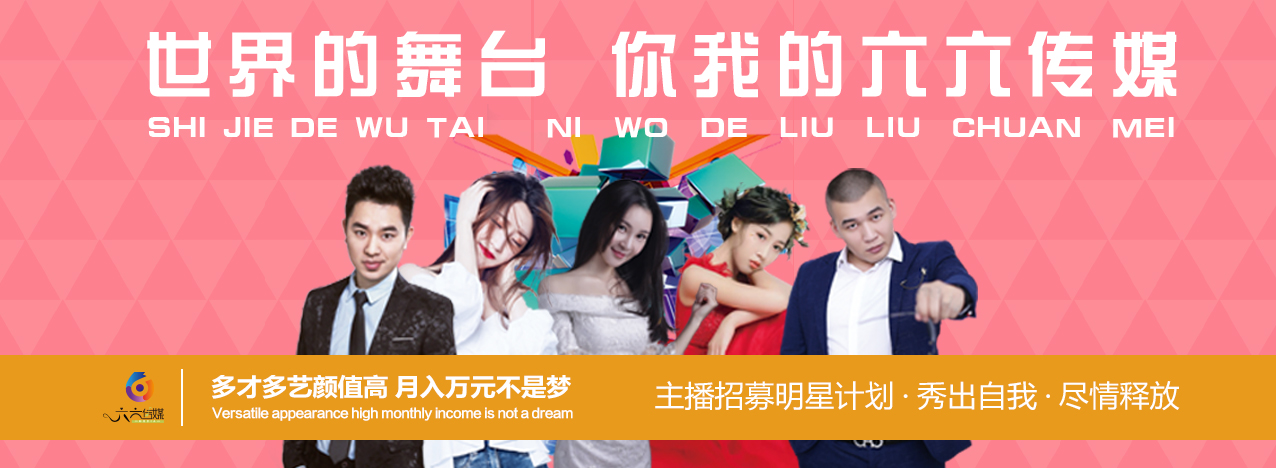 世界的舞台 你我的六六传媒
SHI JIE DE WU TAI NI WO DE LIU LIU CHUAN MEI
多才多艺颜值高 月入万元不是梦
Versatile appearance high monthly income is not a dream
主播招募明星计划 · 秀出自我 · 尽情释放
六六传媒